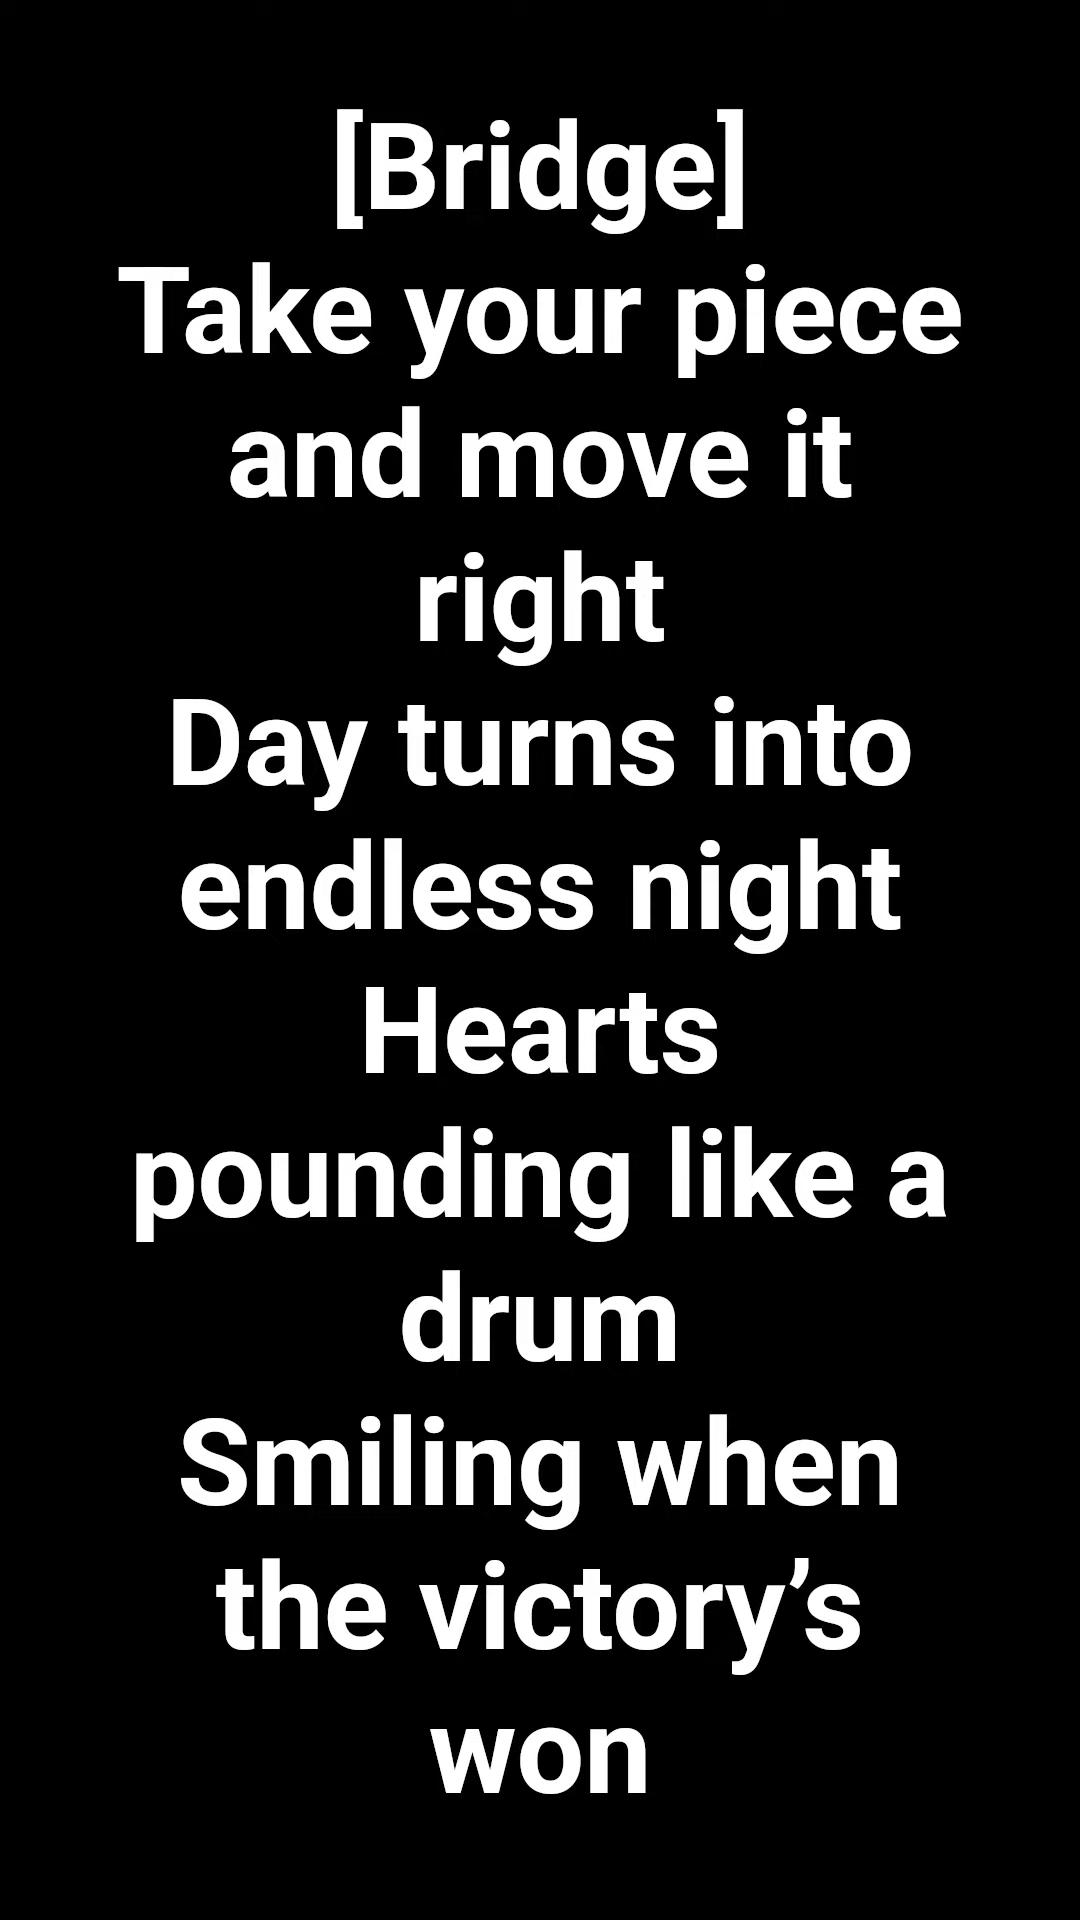 [Bridge]
Take your piece
and move it
right
Day turns into
endless night
Hearts
pounding like a
drum
Smiling when
the victory’s
won